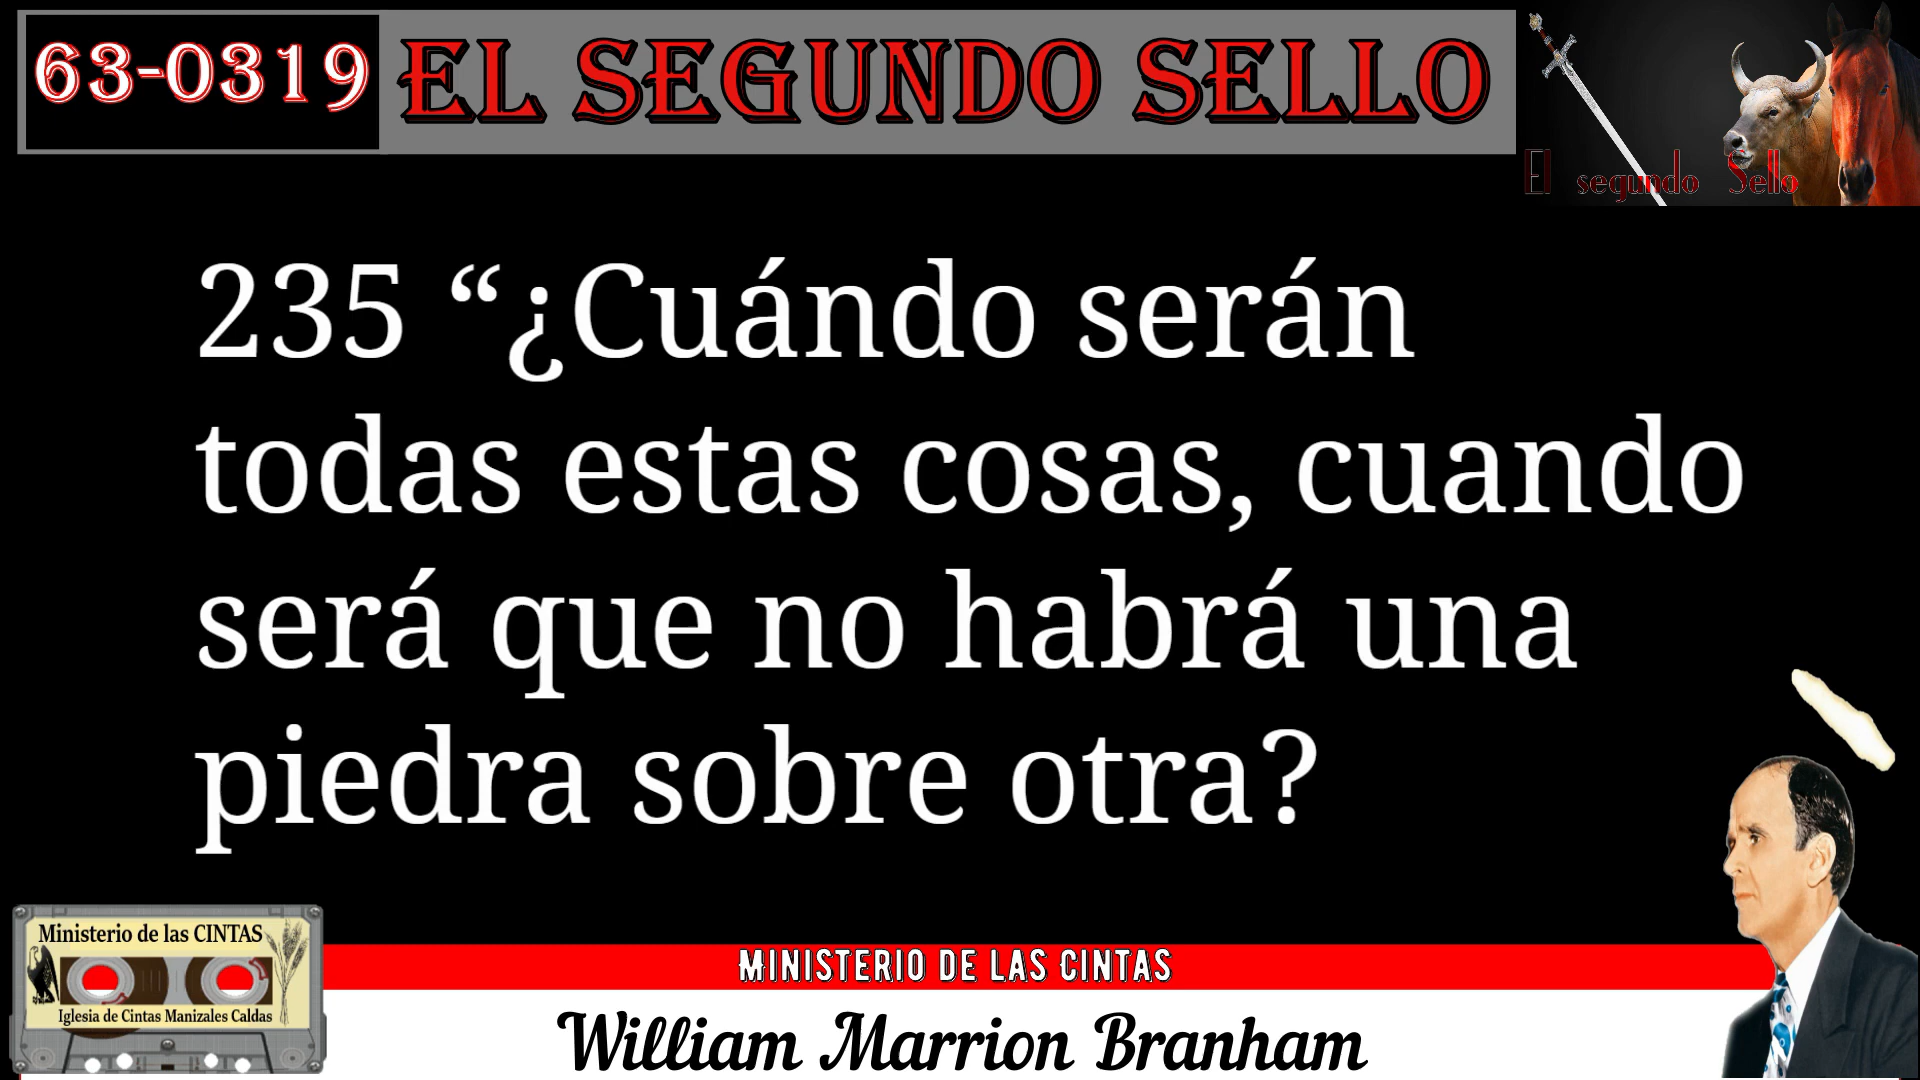 63-0319 EL SEGUNDO SELLO
El segundo Sello
235 “¿Cuándo serán
todas estas cosas, cuando
será que no habrá una
piedra sobre otra?
Ministerio de las CINTAS
Iglesia de Cintas Manizales Caldas
MINISTERIO DE LAS CINTAS
William Marrion Branham